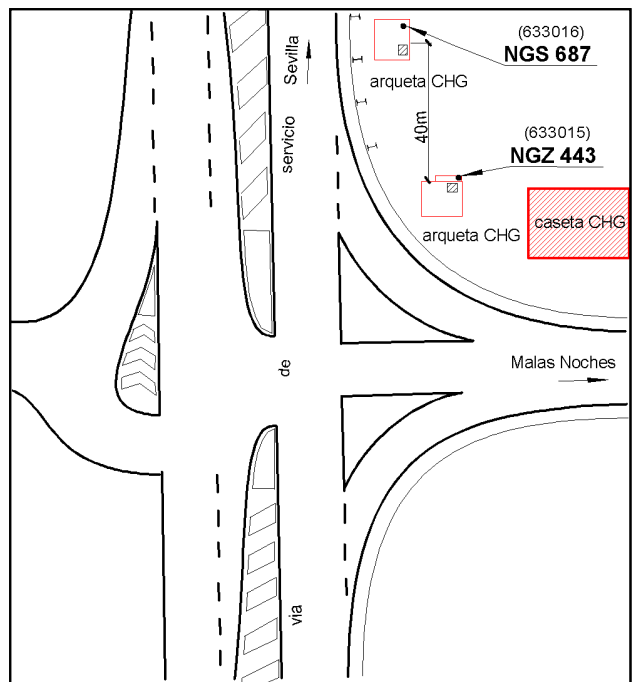 (633016)
NGS 687
Sevilla
arqueta CHG
40m
(633015)
NGZ 443
servicio
caseta CHG
arqueta CHG
de
Malas Noches
via